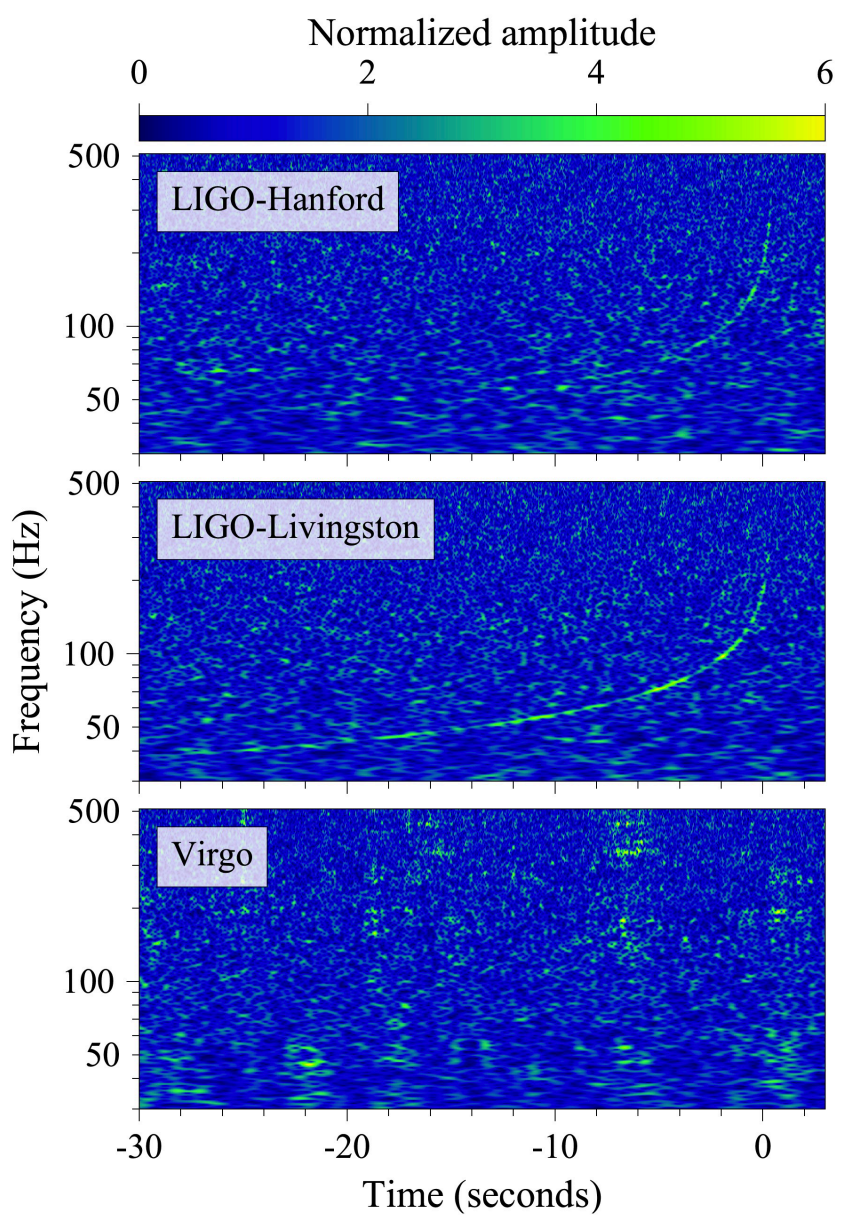 Normalized amplitude
0 2 4 6
500
LIGO-Hanford
100
50
500
LIGO-Livingston
Frequency (Hz)
100
50
500
Virgo
100
50
-30 -20 -10 0
Time (seconds)